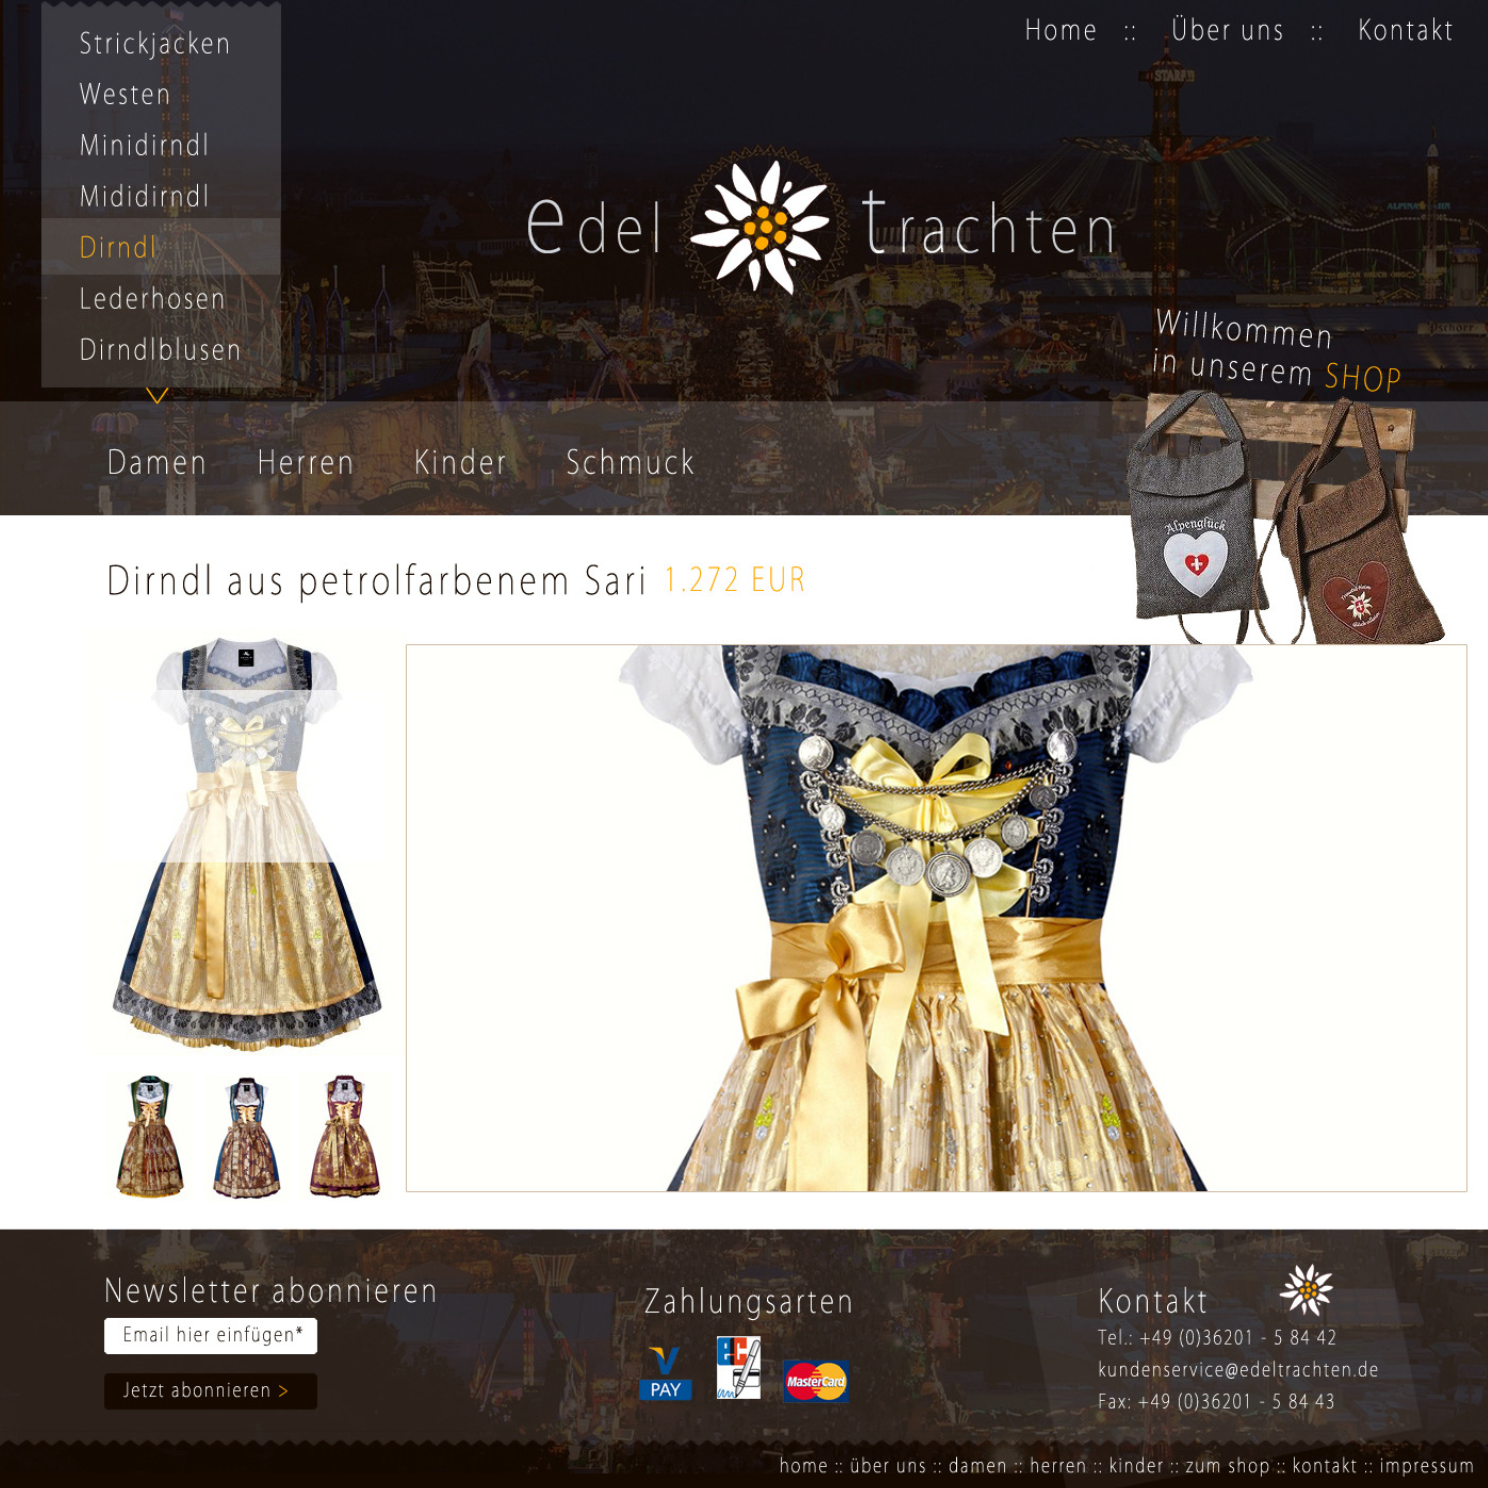 Home :: Über uns :: Kontakt
Strickjacken
Westen
Minidirndl
Mididirndl
Dirndl
Lederhosen
Dirndlblusen
STARFL
edel trachten
Willkommen
in unserem SHOP
Damen Herren Kinder Schmuck
Alpenglück
Dirndl aus petrolfarbenem Sari 1.272 EUR
Newsletter abonnieren
Email hier einfügen*
Jetzt abonnieren >
Zahlungsarten
V PAY
ec
MasterCard
Kontakt
Tel.: +49 (0)36201 - 5 84 42
kundenservice@edeltrachten.de
Fax: +49 (0)36201 - 5 84 43
home :: über uns :: damen :: herren :: kinder :: zum shop :: kontakt :: impressum